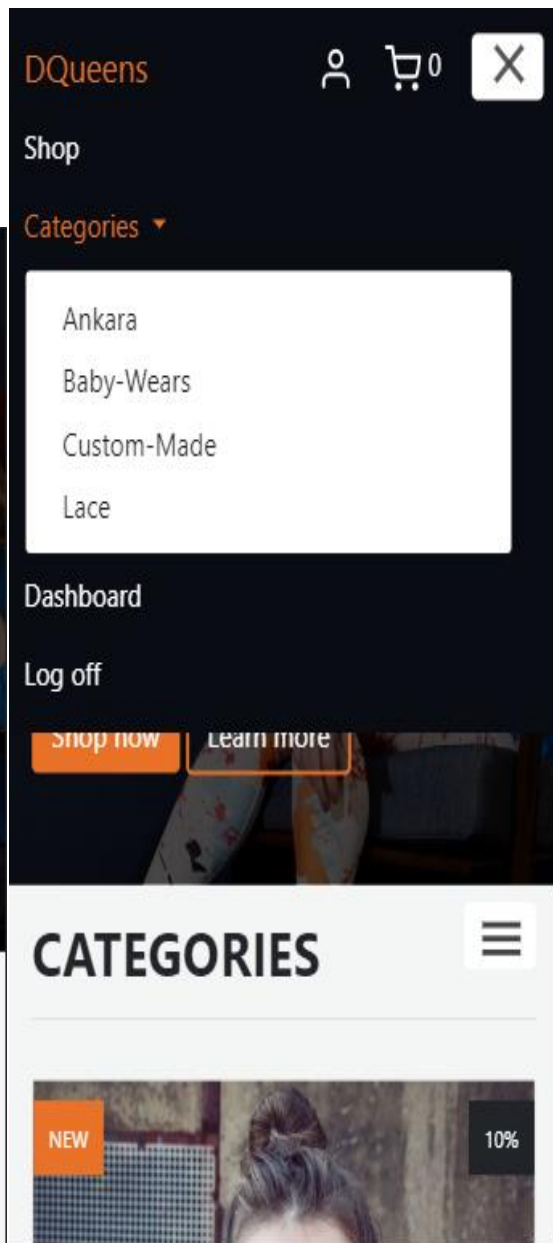 DQueens
0
Shop
Categories
Ankara
Baby-Wears
Custom-Made
Lace
Dashboard
Log off
Shop now Learn more
CATEGORIES
NEW 10%